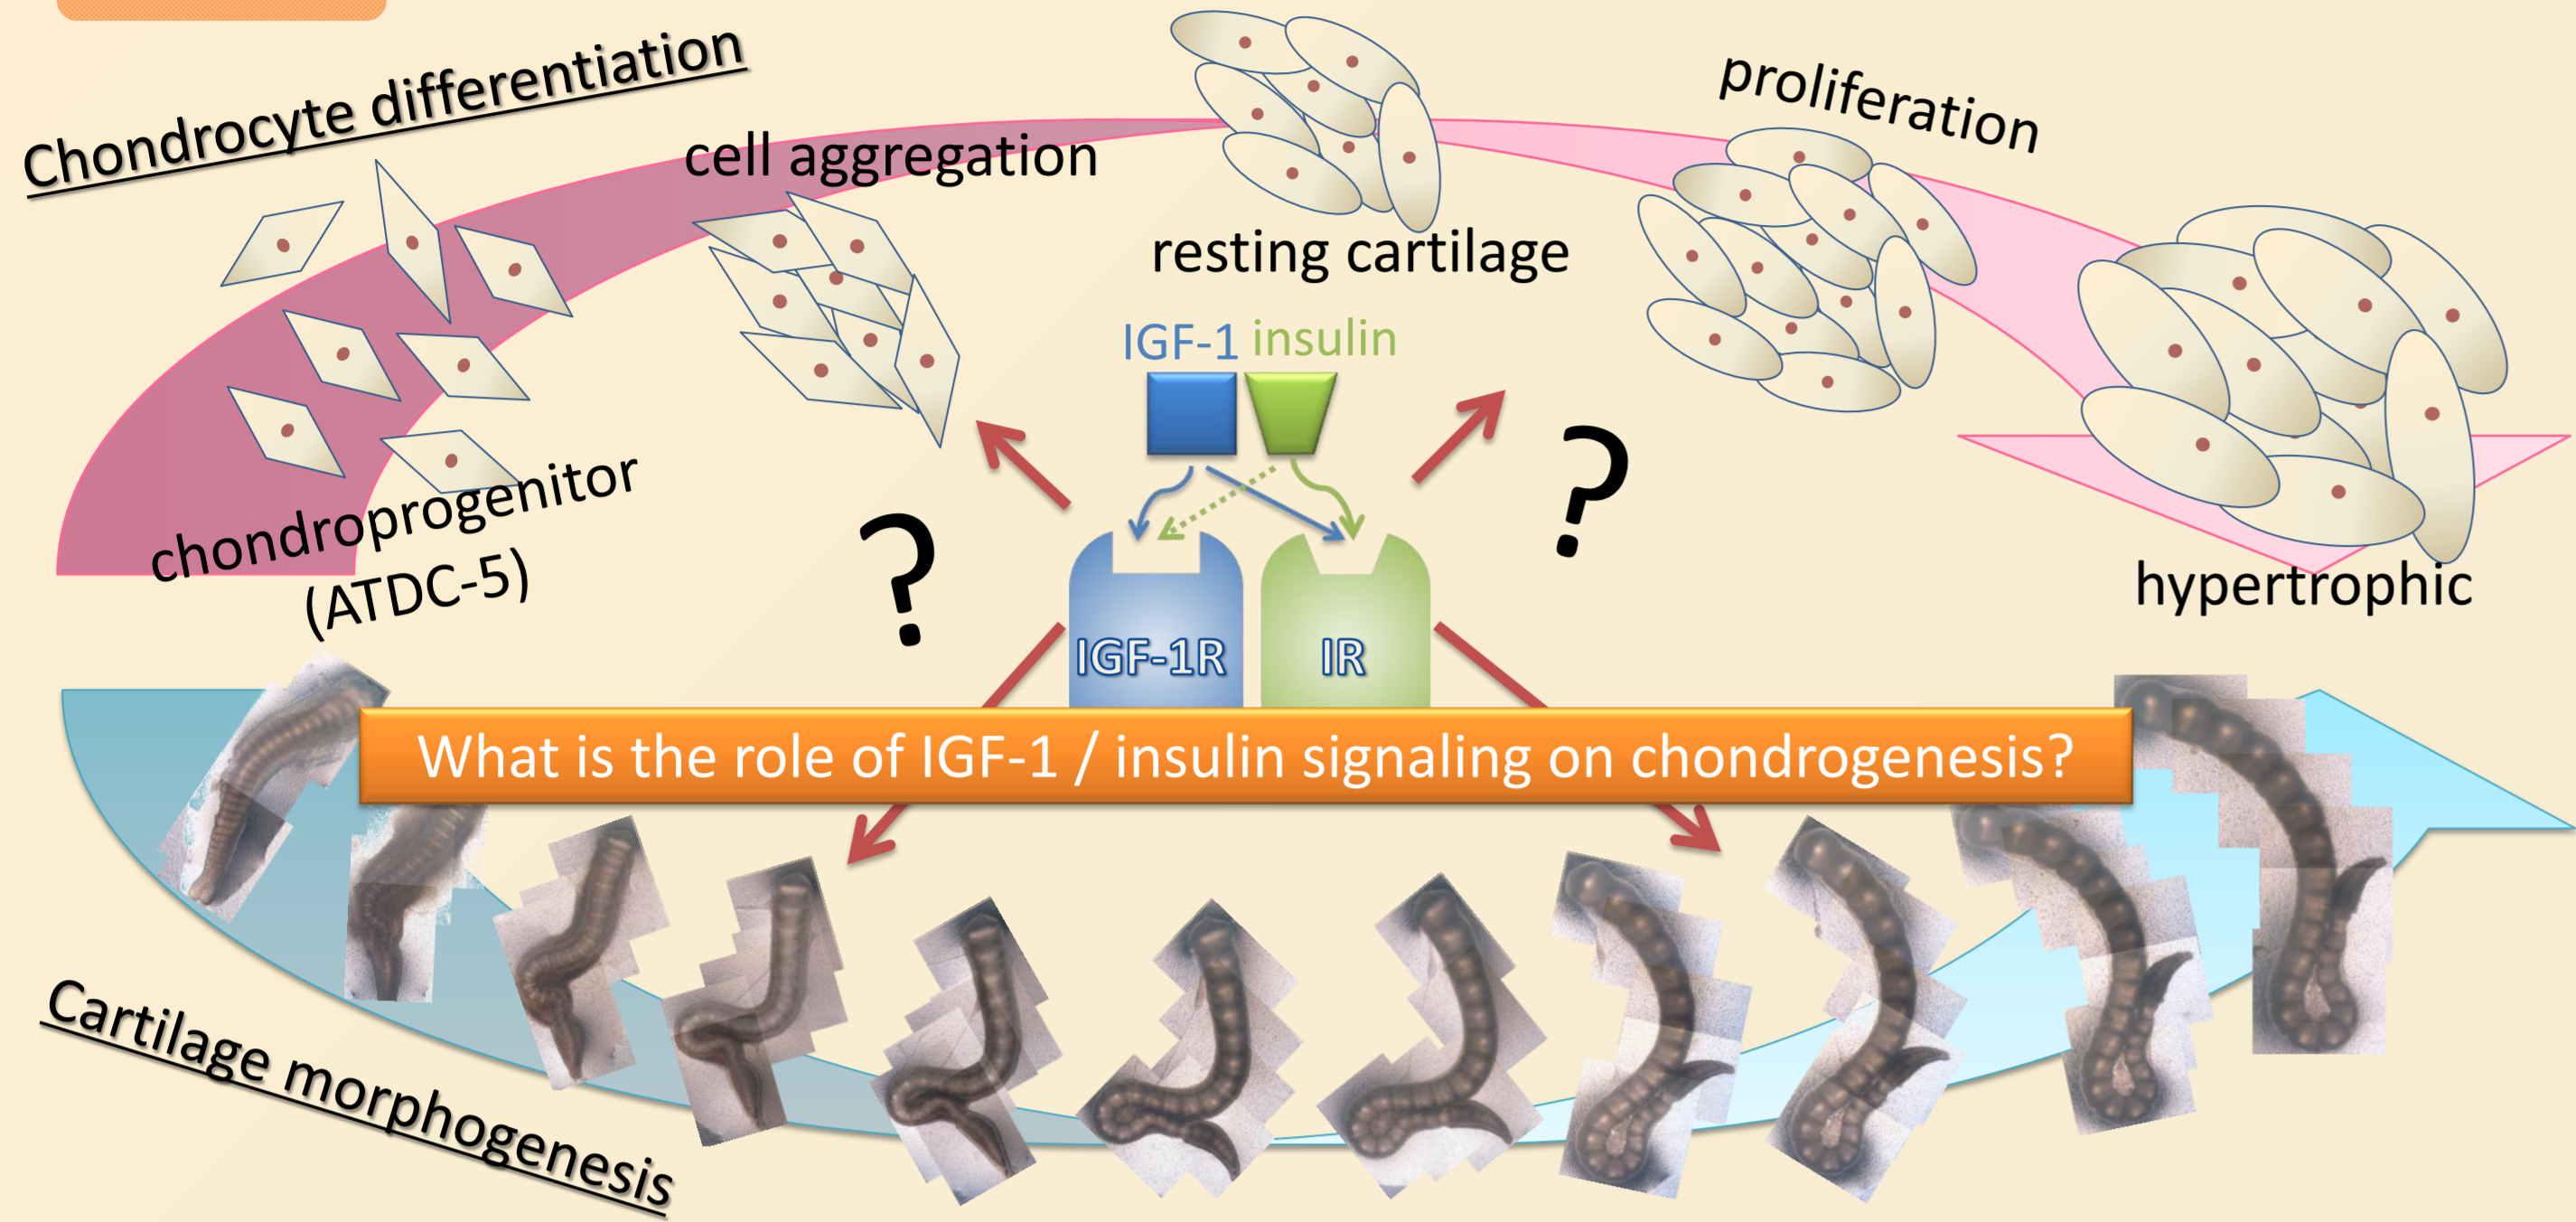 Chondrocyte differentiation
cell aggregation
proliferation
resting cartilage
IGF-1 insulin
chondroprogenitor
(ATDC-5)
?
?
hypertrophic
IGF-1R
IR
What is the role of IGF-1 / insulin signaling on chondrogenesis?
Cartilage morphogenesis